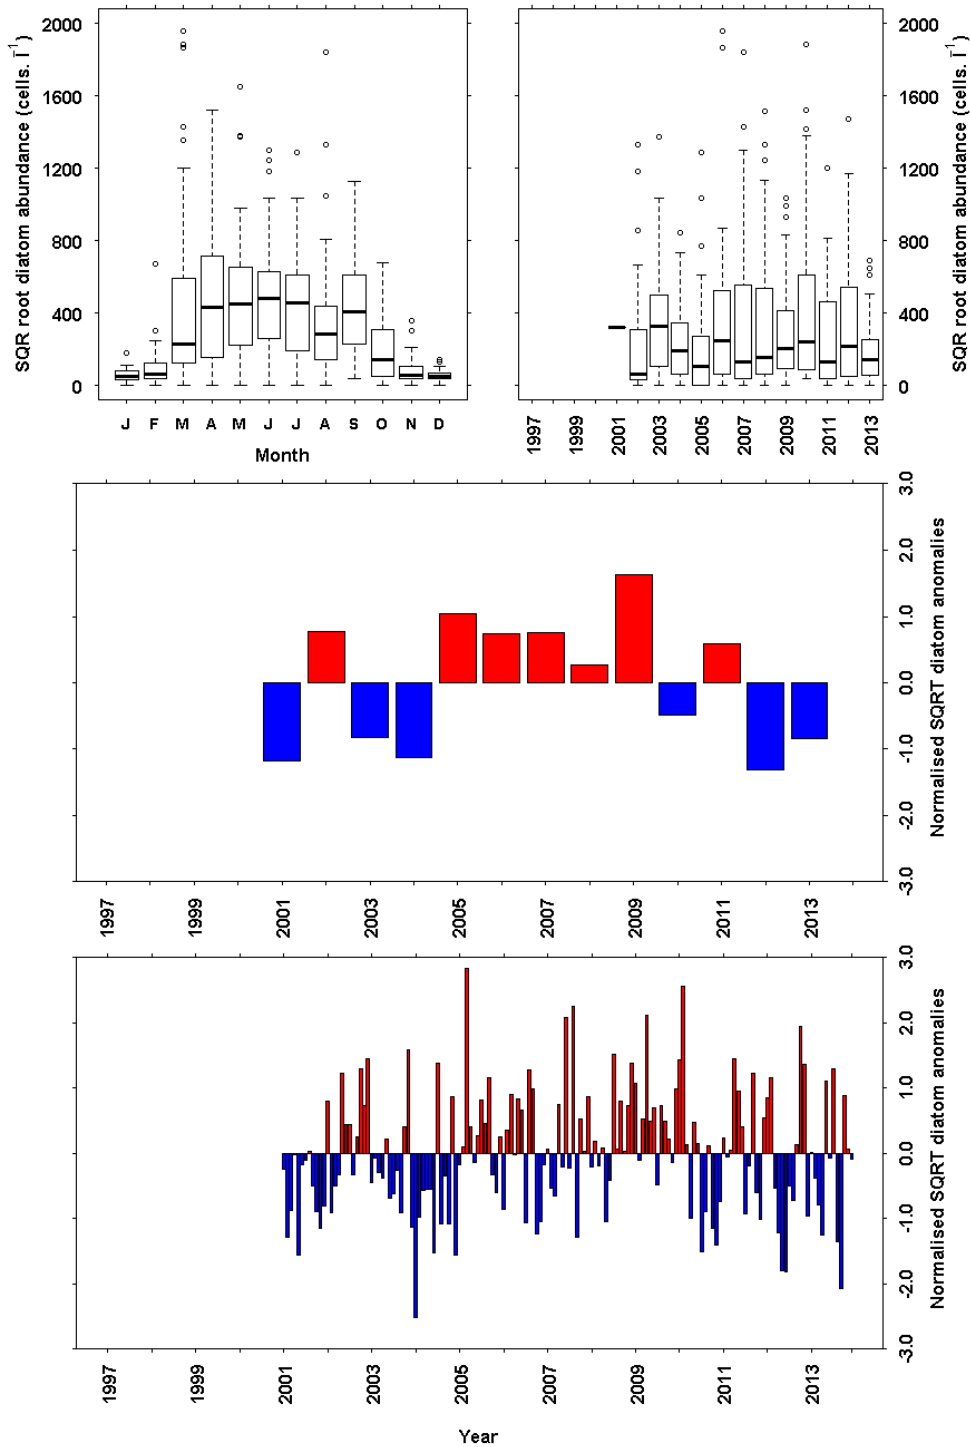 SQR root diatom abundance (cells. l⁻¹)
2000
1600
1200
800
400
0
J F M A M J J A S O N D
Month
2000
1600
1200
800
400
0
SQR root diatom abundance (cells. l⁻¹)
1997 1999 2001 2003 2005 2007 2009 2011 2013
3.0
2.0
1.0
0.0
-1.0
-2.0
-3.0
Normalised SQRT diatom anomalies
1997 1999 2001 2003 2005 2007 2009 2011 2013
3.0
2.0
1.0
0.0
-1.0
-2.0
-3.0
Normalised SQRT diatom anomalies
1997 1999 2001 2003 2005 2007 2009 2011 2013
Year